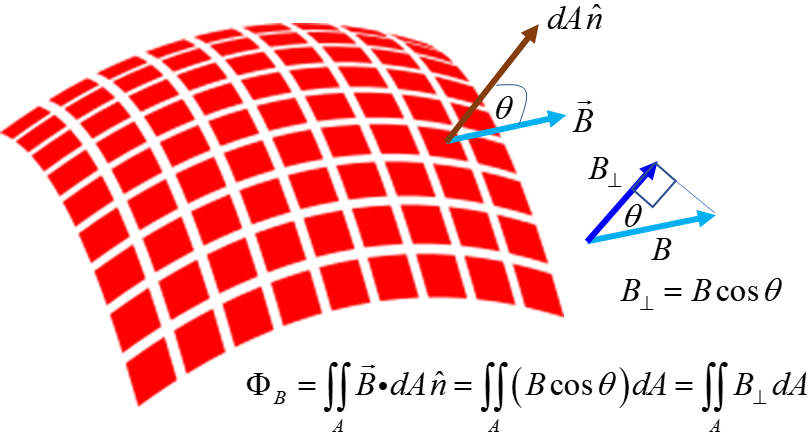 dA n̂
θ
B⃗
B⊥
θ
B
B⊥ = B cos θ
Φ_B = ∬_A B⃗•dA n̂ = ∬_A (B cos θ) dA = ∬_A B⊥ dA